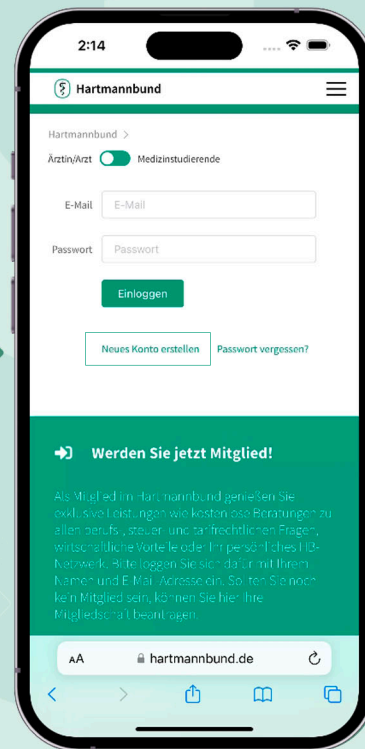 2:14
Hartmannbund
Hartmannbund >
Ärztin/Arzt Medizinstudierende
E-Mail E-Mail
Passwort Passwort
Einloggen
Neues Konto erstellen Passwort vergessen?
Werden Sie jetzt Mitglied!
Als Mitglied im Hartmannbund genießen Sie
exklusive Leistungen wie kostenlose Beratungen zu
allen berufs-, steuer- und tarifrechtlichen Fragen,
wirtschaftliche Vorteile oder Ihr persönliches HB-
Netzwerk. Bitte loggen Sie sich dafür mit Ihrem
Namen und E-Mail-Adresse ein. Sollten Sie noch
kein Mitglied sein, können Sie hier Ihre
Mitgliedschaft beantragen.
AA hartmannbund.de